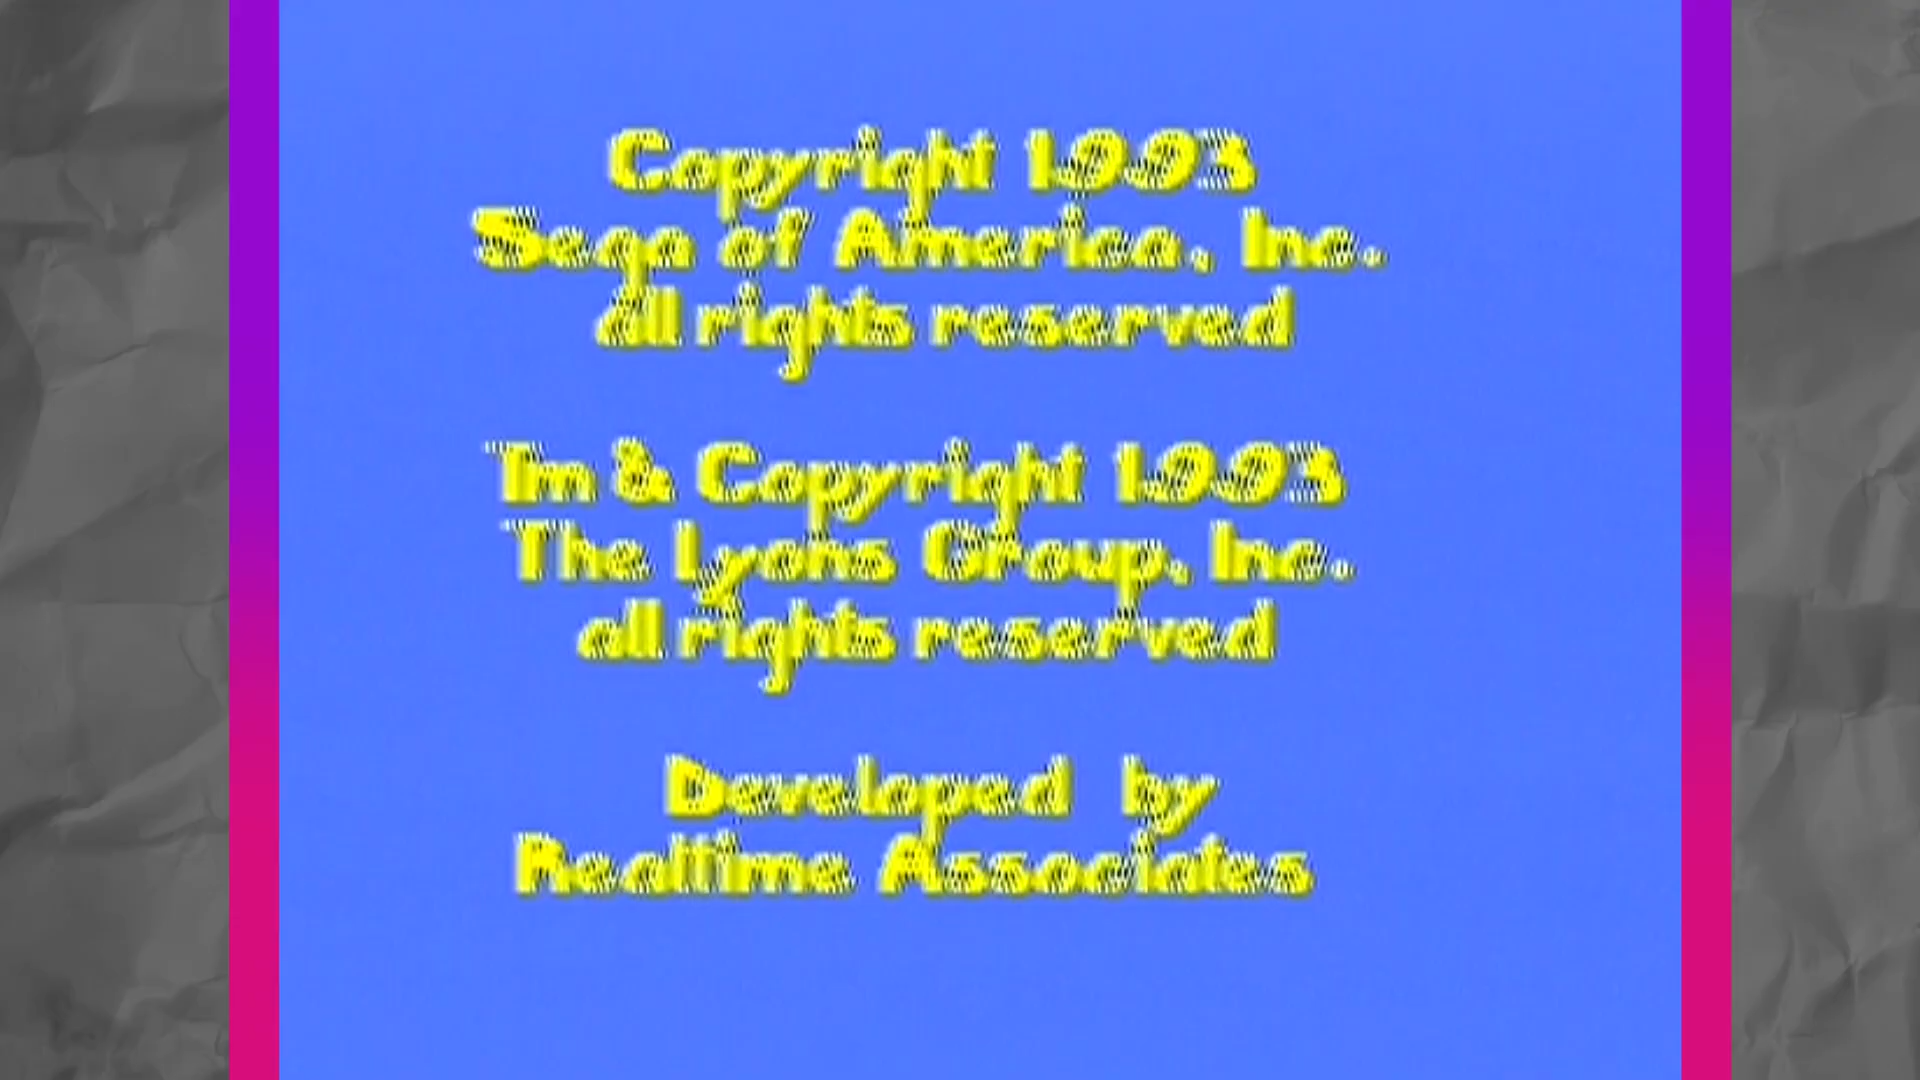 Copyright 1993
Sega of America, Inc.
all rights reserved
Tm & Copyright 1993
The Lyons Group, Inc.
all rights reserved
Developed by
Realtime Associates